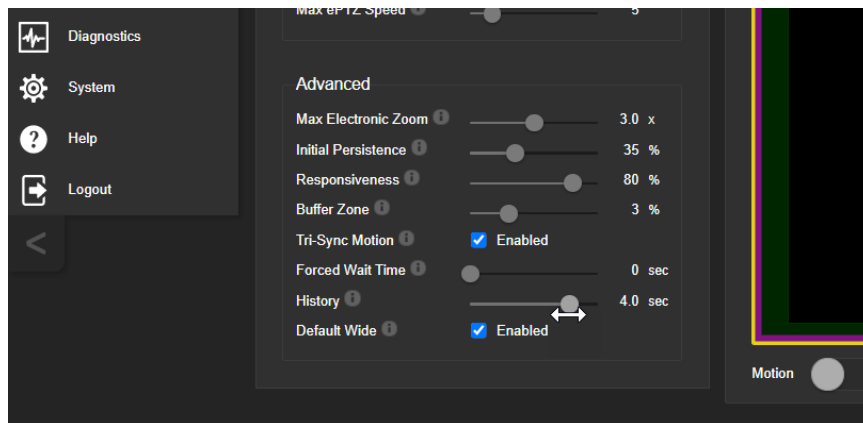 Max ePTZ Speed 5
Diagnostics
System
Help
Logout
Advanced
Max Electronic Zoom 3.0 x
Initial Persistence 35 %
Responsiveness 80 %
Buffer Zone 3 %
Tri-Sync Motion Enabled
Forced Wait Time 0 sec
History 4.0 sec
Default Wide Enabled
Motion